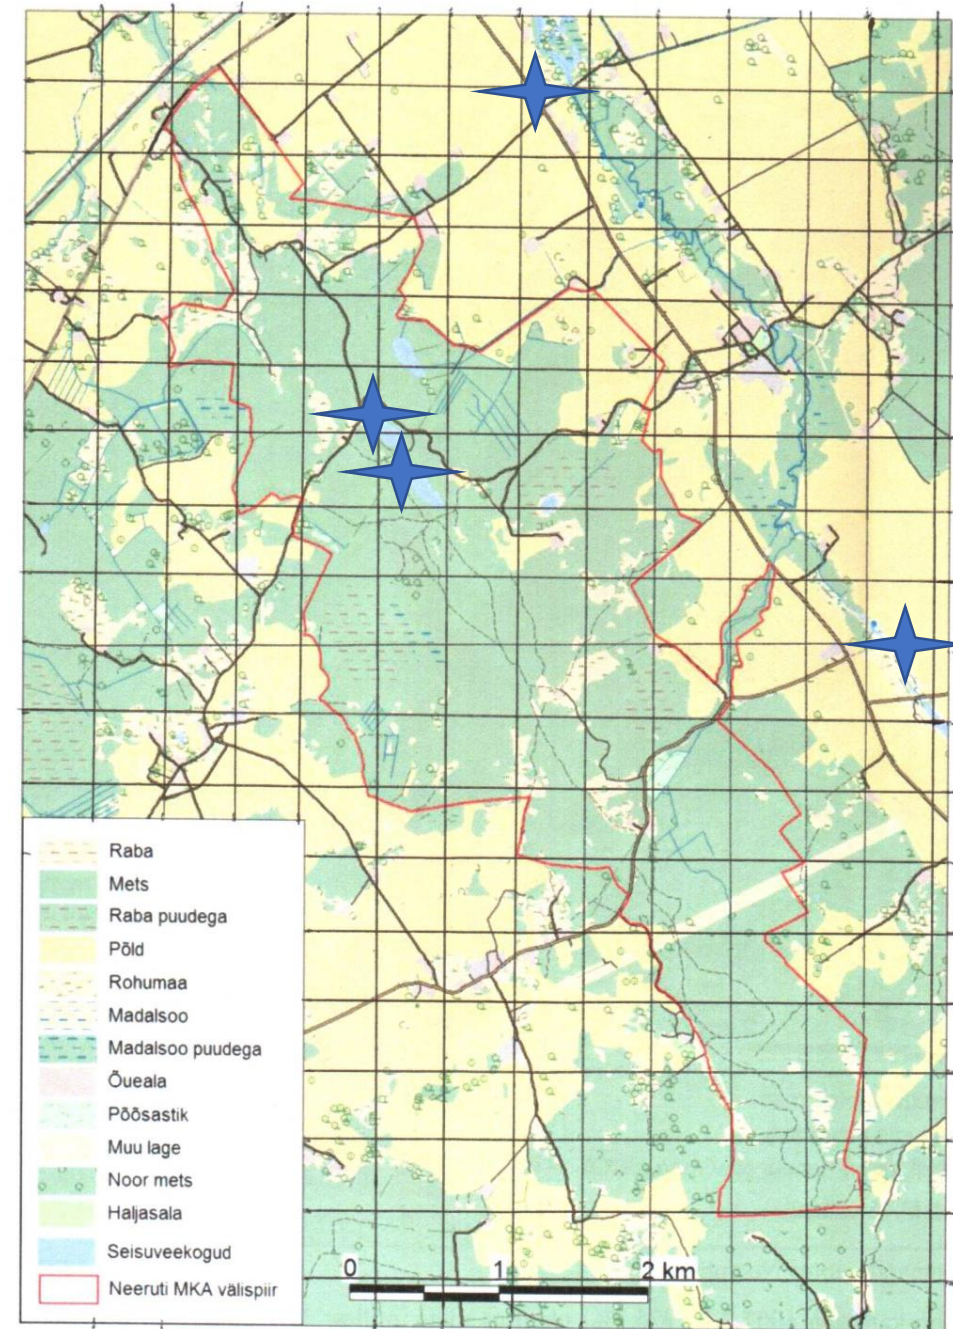 Raba
Mets
Raba puudega
Põld
Rohumaa
Madalsoo
Madalsoo puudega
Õueala
Põõsastik
Muu lage
Noor mets
Haljasala
Seisuveekogud
Neeruti MKA välispiir
0 1 2 km